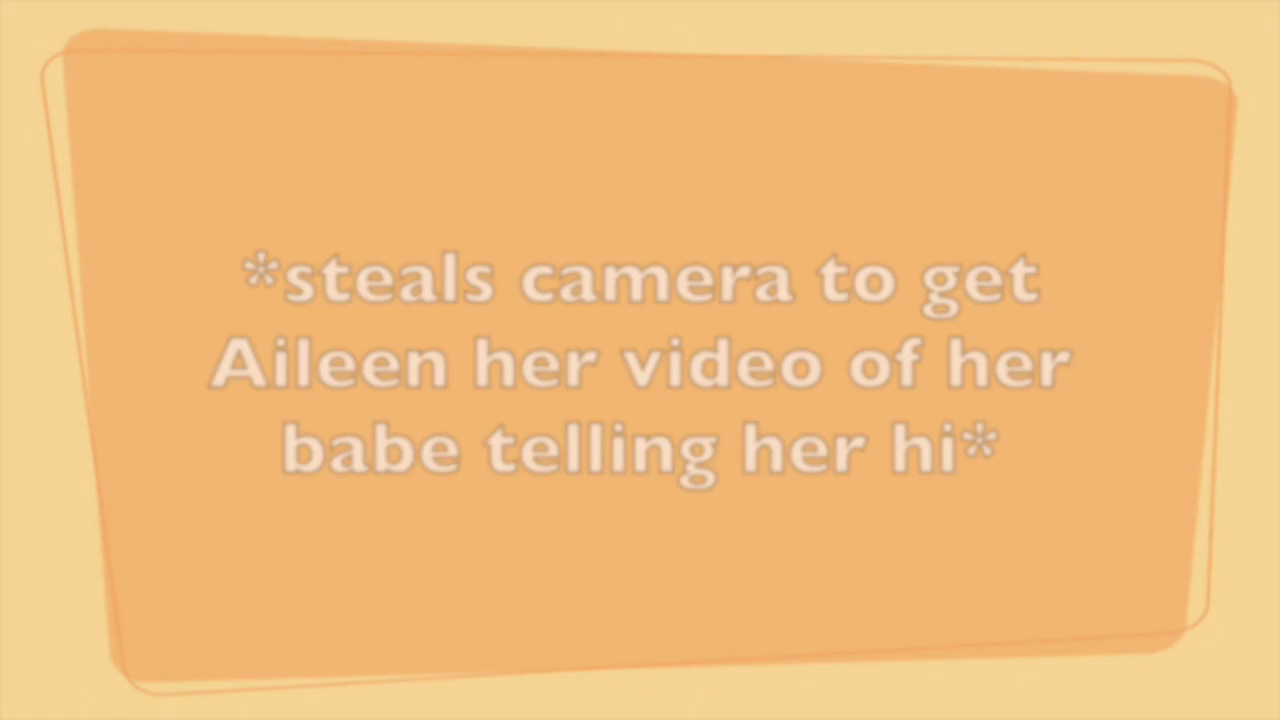 *steals camera to get
Aileen her video of her
babe telling her hi*